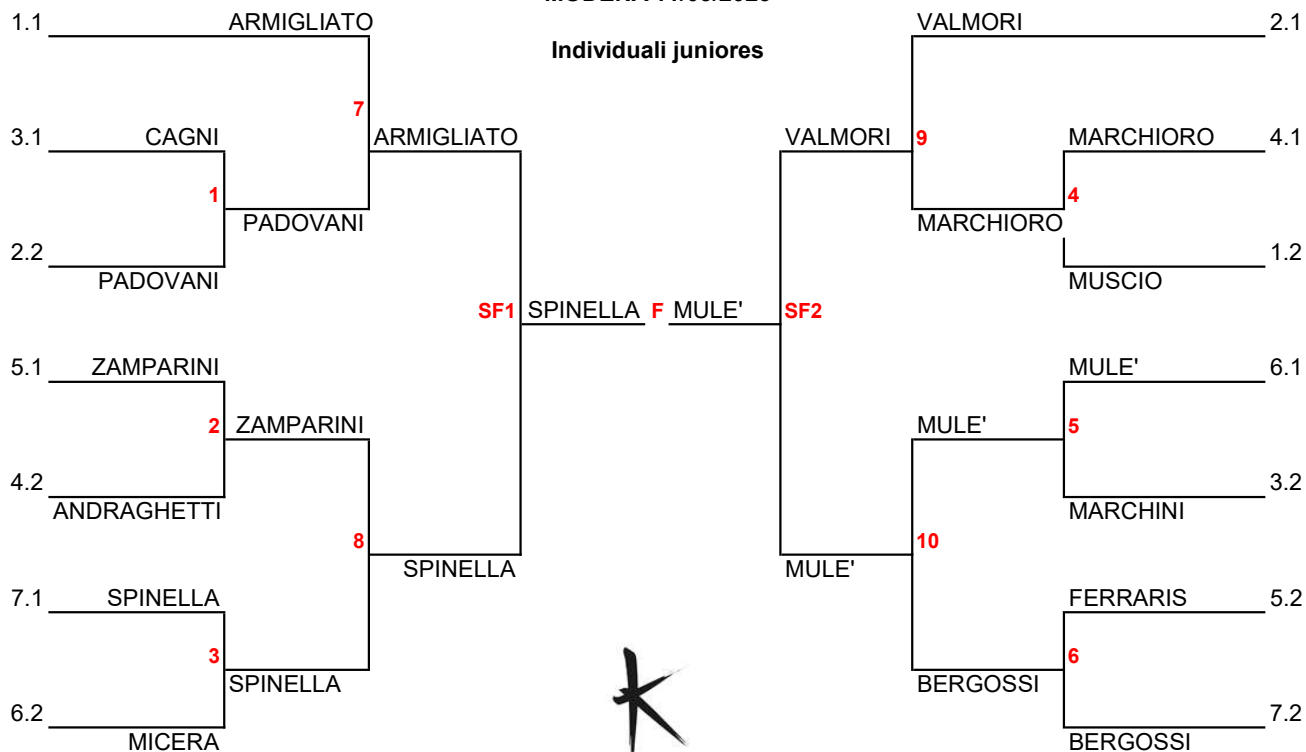 1.1 ARMIGLIATO VALMORI 2.1
Individuali juniores
7
3.1 CAGNI ARMIGLIATO VALMORI 9 MARCHIORO 4.1
1 4
PADOVANI MARCHIORO
2.2 1.2
PADOVANI MUSCIO
SF1 SPINELLA F MULE' SF2
5.1 ZAMPARINI MULE' 6.1
2 ZAMPARINI MULE' 5
4.2 3.2
ANDRAGHETTI MARCHINI
8 10
SPINELLA MULE'
7.1 SPINELLA FERRARIS 5.2
3 6
SPINELLA BERGOSSI
6.2 7.2
MICERA BERGOSSI